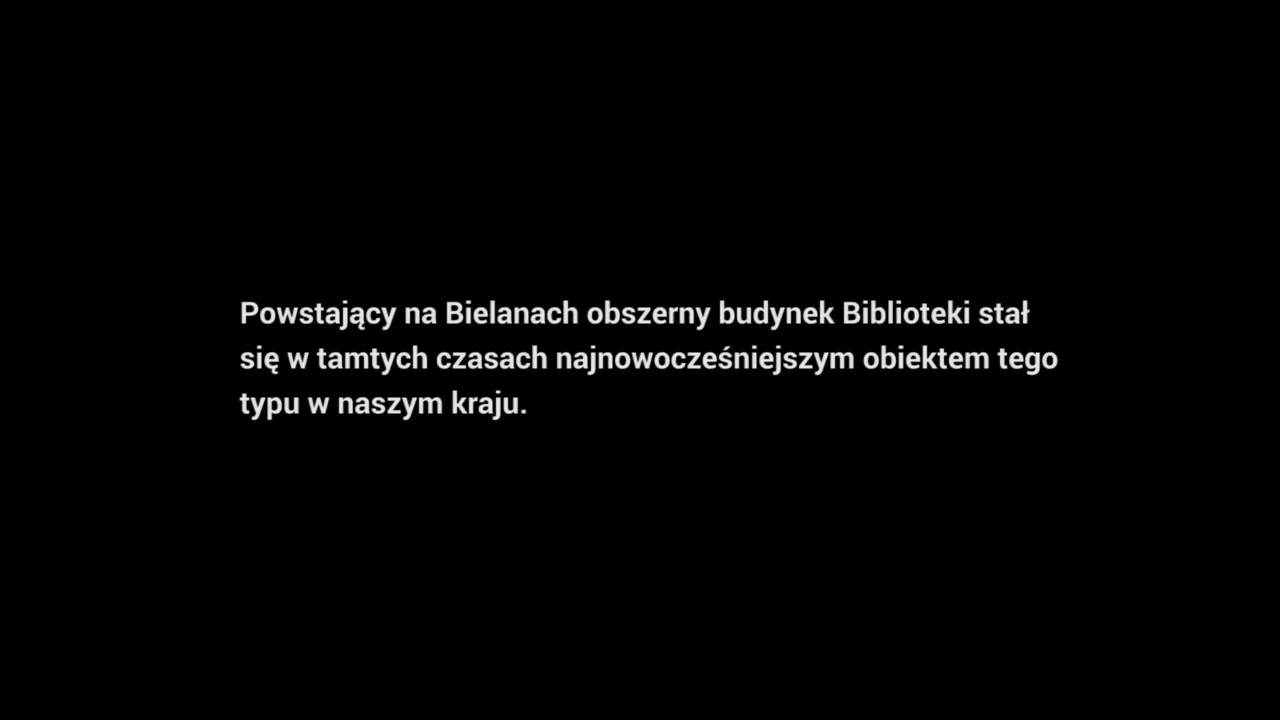 Powstający na Bielanach obszerny budynek Biblioteki stał
się w tamtych czasach najnowocześniejszym obiektem tego
typu w naszym kraju.